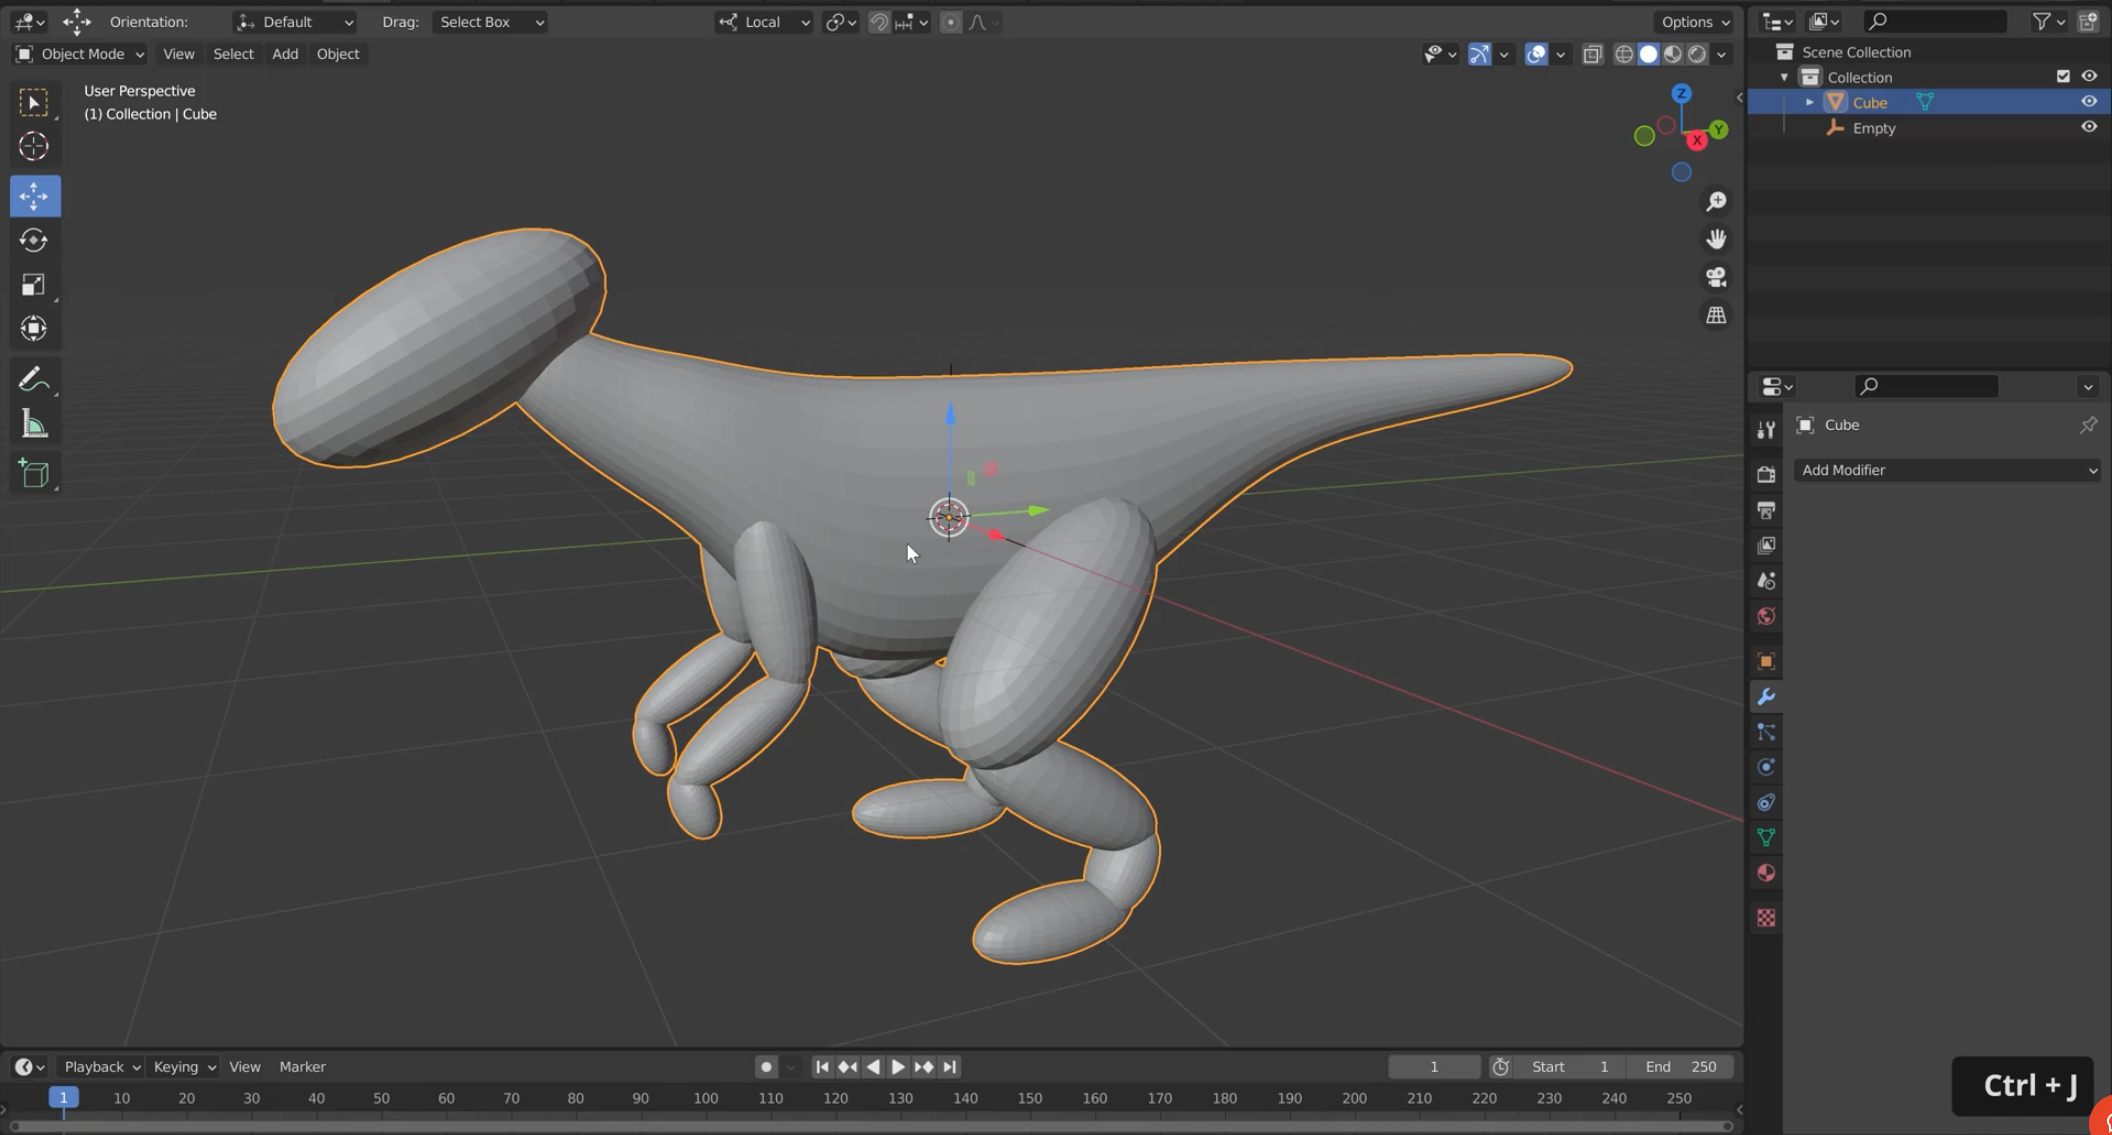 Orientation: Default Drag: Select Box Local Options
Object Mode View Select Add Object
User Perspective
(1) Collection | Cube
Z
Y
X
Scene Collection
Collection
Cube
Empty
Cube
Add Modifier
Playback Keying View Marker 1 Start 1 End 250
1 10 20 30 40 50 60 70 80 90 100 110 120 130 140 150 160 170 180 190 200 210 220 230 240 250
Ctrl + J